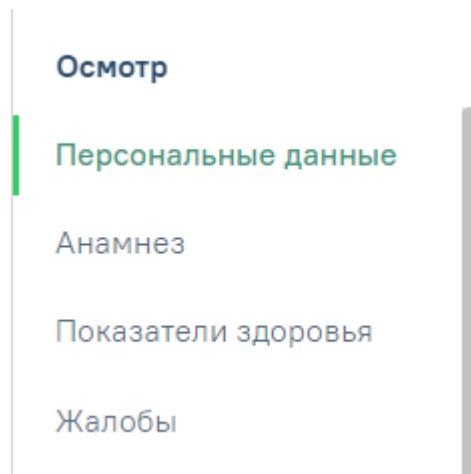 Осмотр
Персональные данные
Анамнез
Показатели здоровья
Жалобы